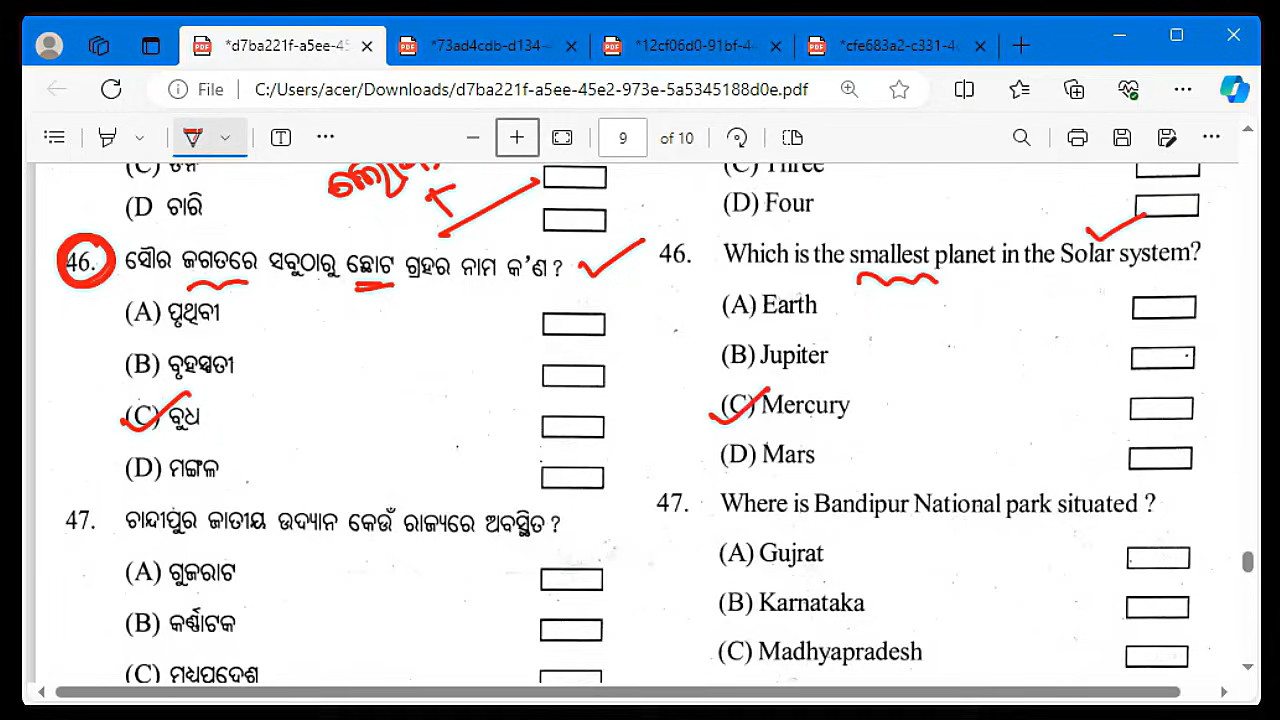 *d7ba221f-a5ee-45
*73ad4cdb-d134-
*12cf06d0-91bf-4
*cfe683a2-c331-4
File
C:/Users/acer/Downloads/d7ba221f-a5ee-45e2-973e-5a5345188d0e.pdf
9 of 10
(C) ତିନି
(D ଚାରି
46. ସୌର ଜଗତରେ ସବୁଠାରୁ ଛୋଟ ଗ୍ରହର ନାମ କ'ଣ ?
(A) ପୃଥିବୀ
(B) ବୃହସ୍ପତୀ
(C) ବୁଧ
(D) ମଙ୍ଗଳ
47. ଚାନ୍ଦୀପୁର ଜାତୀୟ ଉଦ୍ୟାନ କେଉଁ ରାଜ୍ୟରେ ଅବସ୍ଥିତ ?
(A) ଗୁଜରାଟ
(B) କର୍ଣ୍ଣାଟକ
(C) ମଧ୍ୟପଦେଶ
(C) Three
(D) Four
46. Which is the smallest planet in the Solar system?
(A) Earth
(B) Jupiter
(C) Mercury
(D) Mars
47. Where is Bandipur National park situated ?
(A) Gujrat
(B) Karnataka
(C) Madhyapradesh